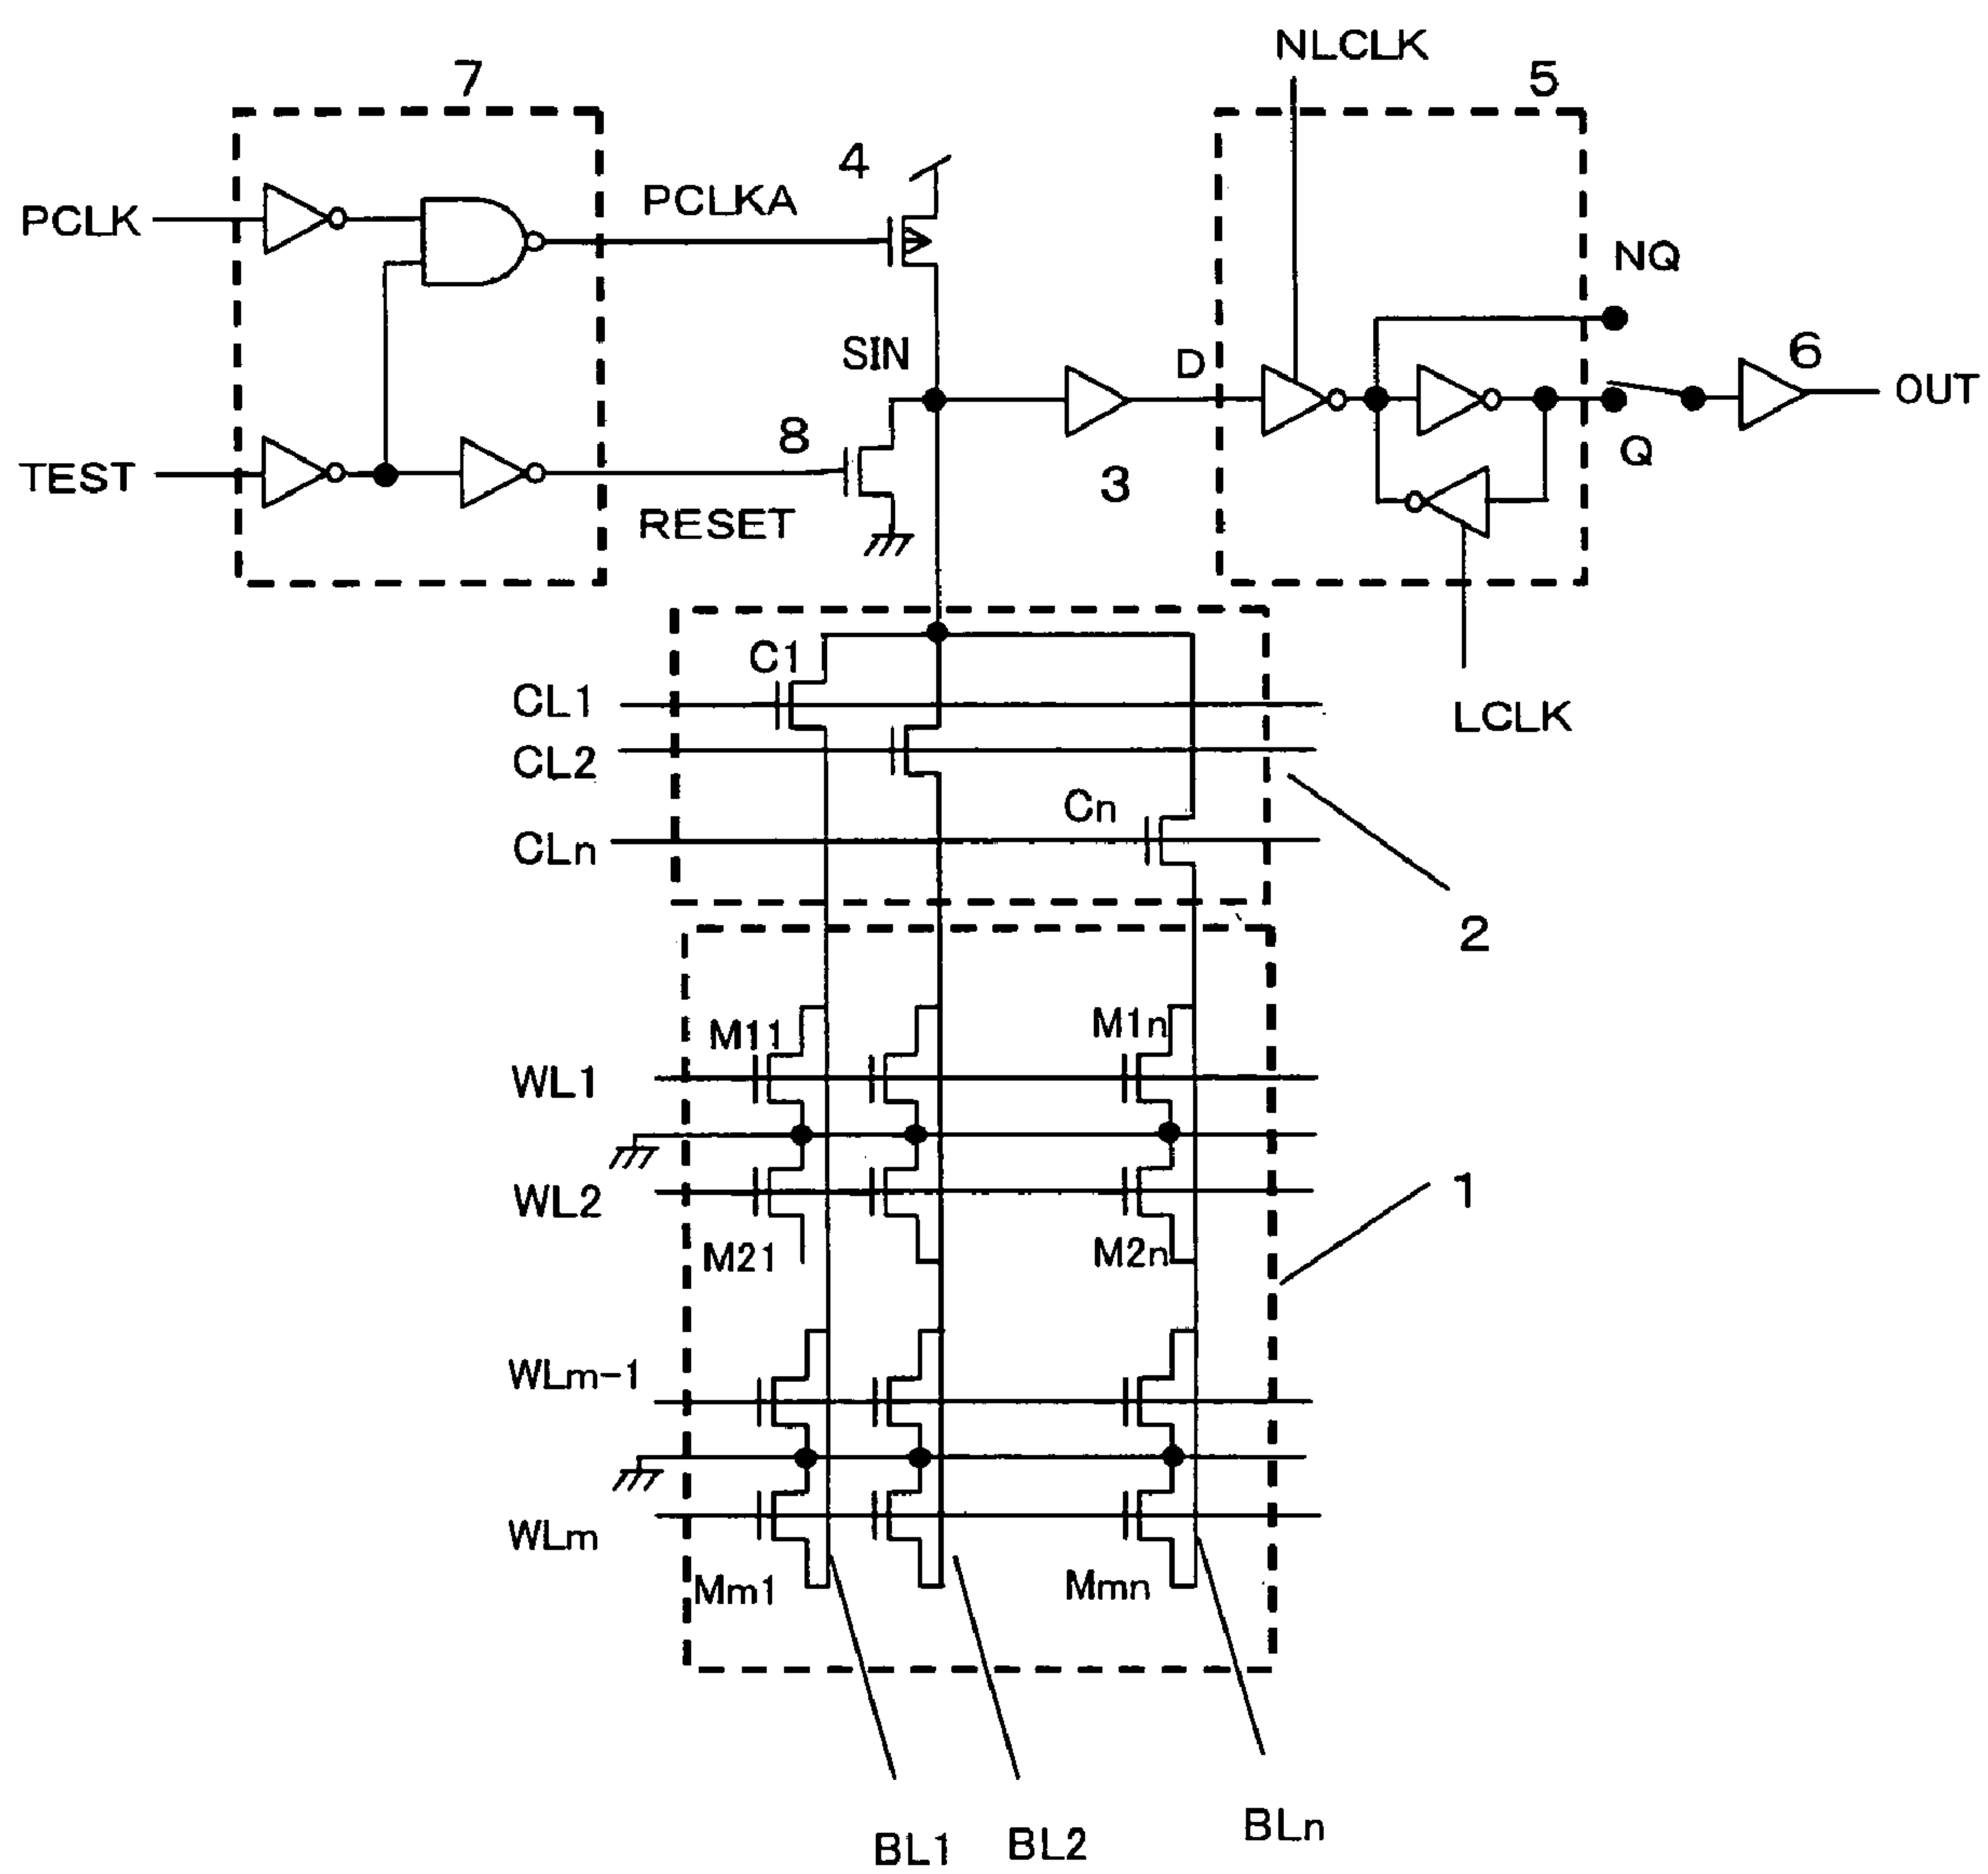 NLCLK
7
5
4
PCLK
PCLKA
NQ
SIN
D
6
OUT
8
Q
TEST
3
RESET
C1
CL1
LCLK
CL2
Cn
CLn
2
M11
M1n
WL1
1
WL2
M21
M2n
WLm-1
WLm
Mm1
Mmn
BL1
BL2
BLn